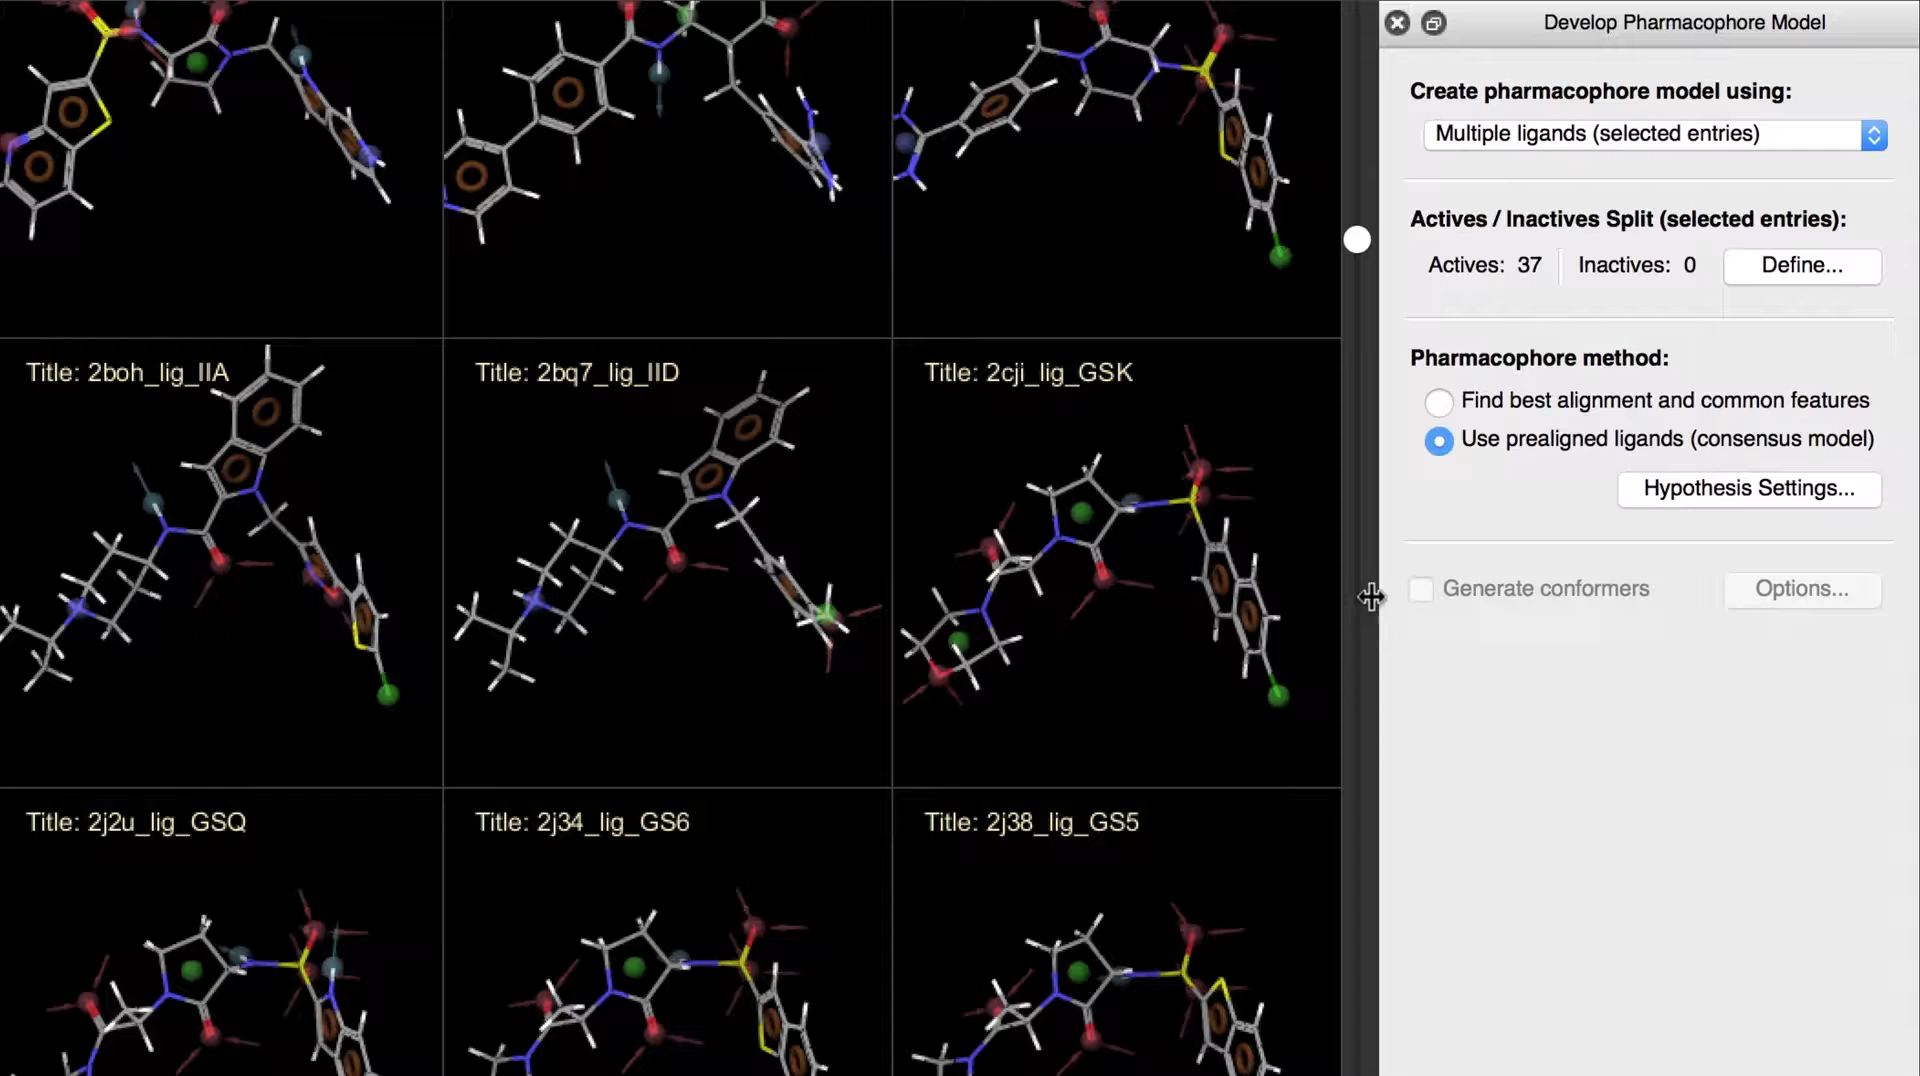 Develop Pharmacophore Model
Create pharmacophore model using:
Multiple ligands (selected entries)
Actives / Inactives Split (selected entries):
Actives: 37 Inactives: 0 Define...
Pharmacophore method:
Find best alignment and common features
Use prealigned ligands (consensus model)
Hypothesis Settings...
Generate conformers Options...
Title: 2boh_lig_IIA Title: 2bq7_lig_IID Title: 2cji_lig_GSK
Title: 2j2u_lig_GSQ Title: 2j34_lig_GS6 Title: 2j38_lig_GS5